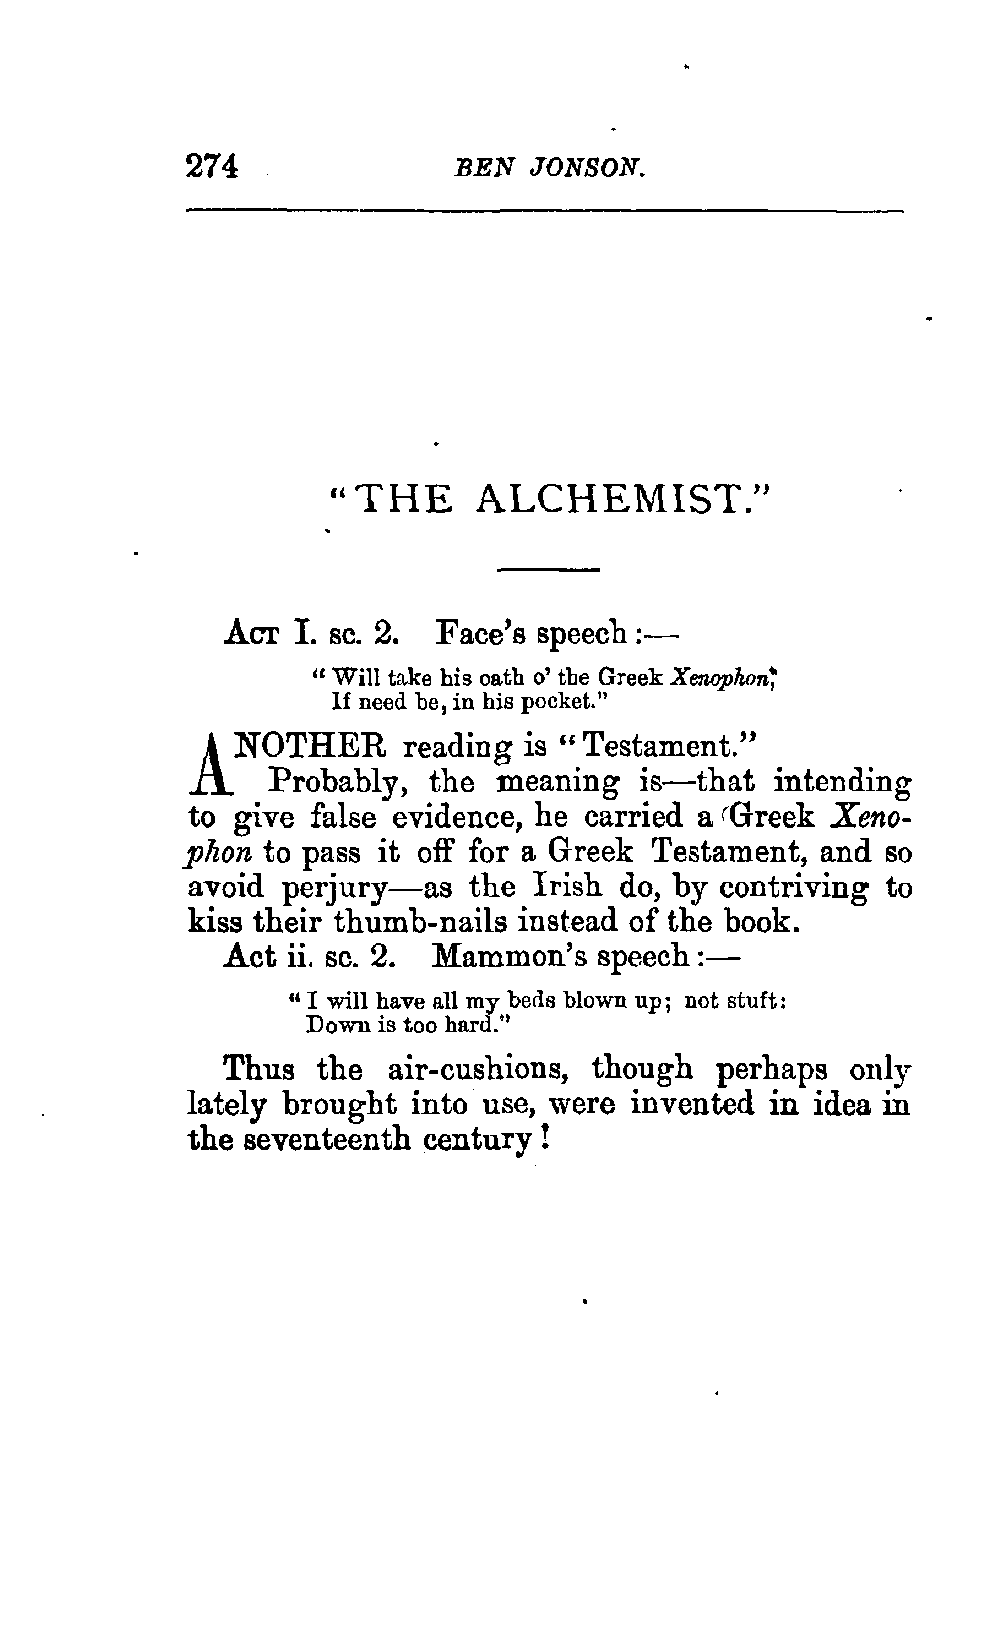 274 BEN JONSON.
"THE ALCHEMIST."
ACT I. sc. 2. Face's speech:—
"Will take his oath o' the Greek Xenophon,
If need be, in his pocket."
ANOTHER reading is "Testament."
Probably, the meaning is—that intending
to give false evidence, he carried a Greek Xeno-
phon to pass it off for a Greek Testament, and so
avoid perjury—as the Irish do, by contriving to
kiss their thumb-nails instead of the book.
Act ii. sc. 2. Mammon's speech:—
"I will have all my beds blown up; not stuft:
Down is too hard."
Thus the air-cushions, though perhaps only
lately brought into use, were invented in idea in
the seventeenth century!